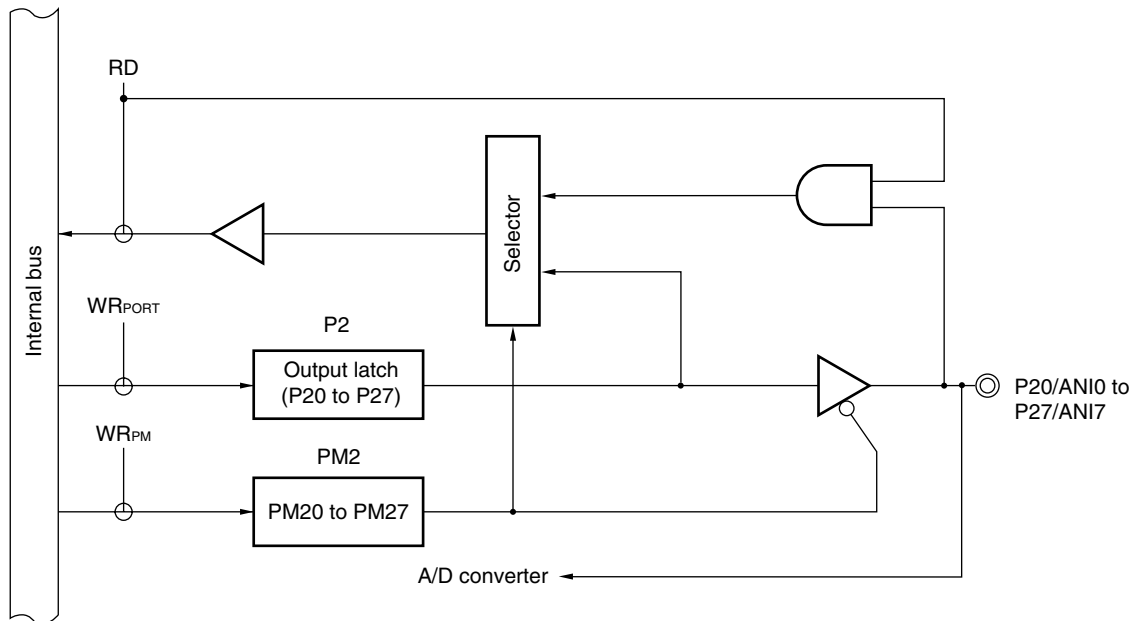 RD
Selector
Internal bus
WRPORT
P2
Output latch
(P20 to P27)
P20/ANI0 to
P27/ANI7
WRPM
PM2
PM20 to PM27
A/D converter